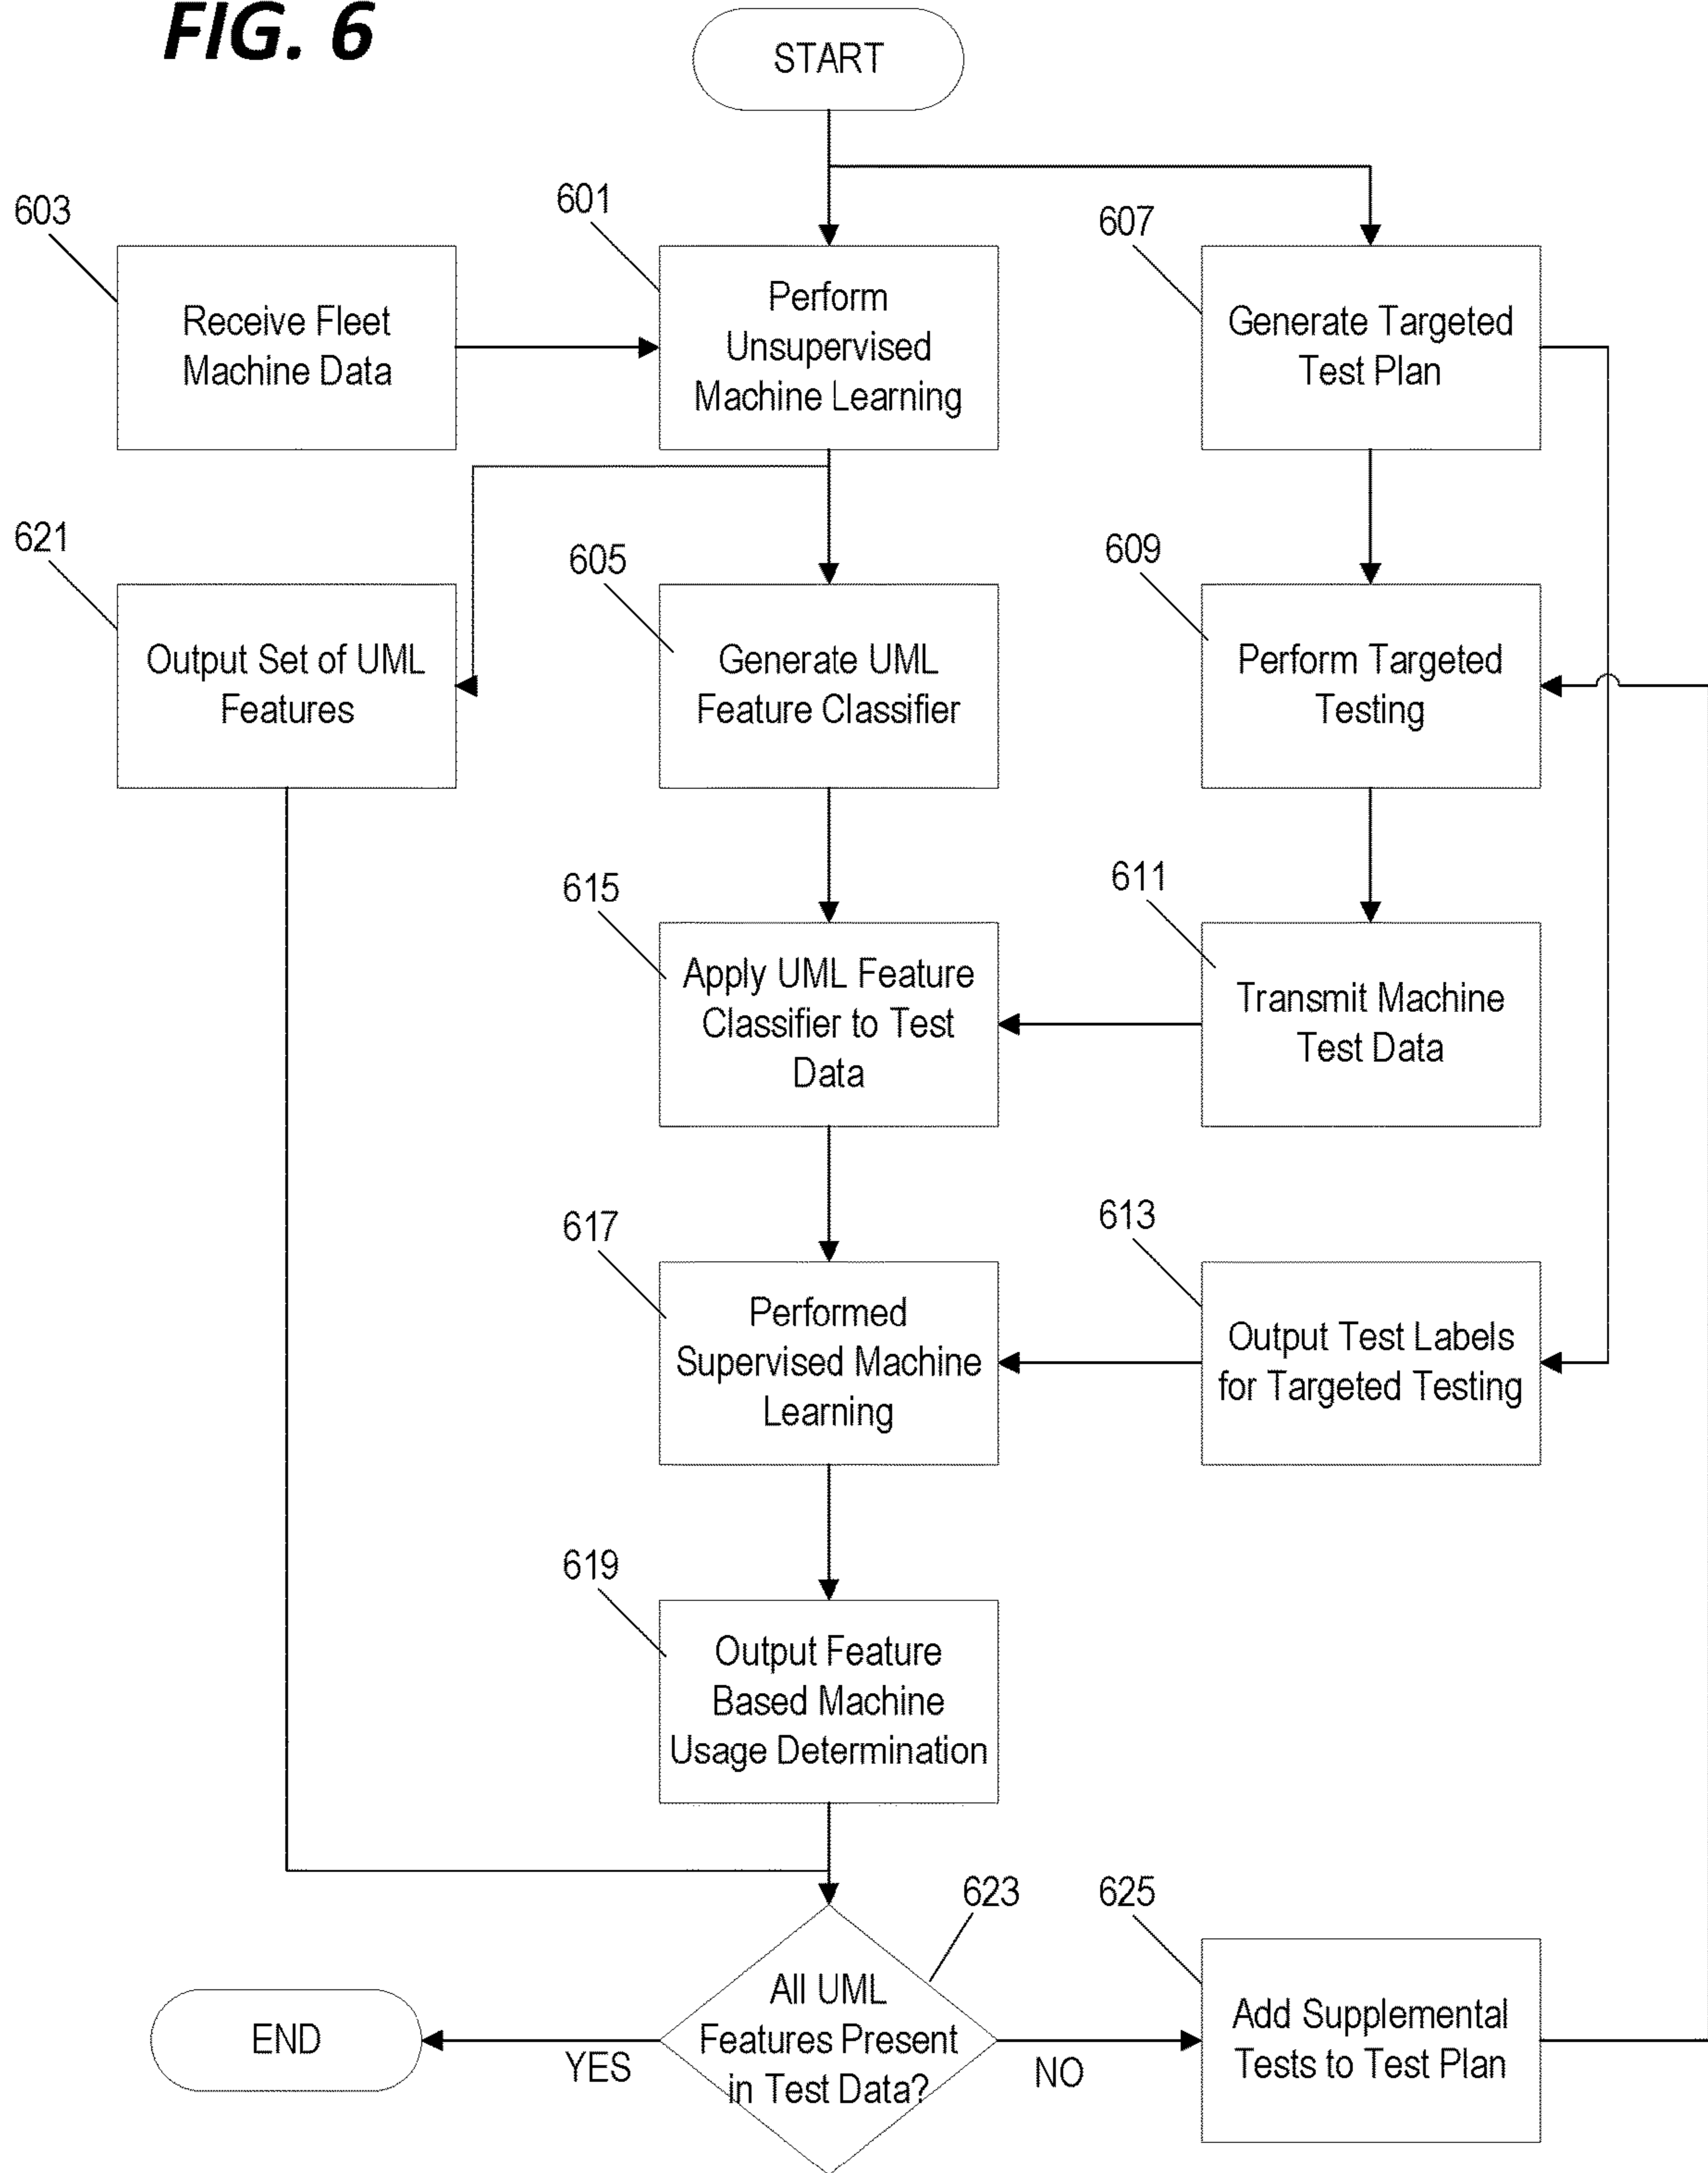 FIG. 6
START
603
601
607
Receive Fleet
Machine Data
Perform
Unsupervised
Machine Learning
Generate Targeted
Test Plan
621
605
609
Output Set of UML
Features
Generate UML
Feature Classifier
Perform Targeted
Testing
615
611
Apply UML Feature
Classifier to Test
Data
Transmit Machine
Test Data
617
613
Performed
Supervised Machine
Learning
Output Test Labels
for Targeted Testing
619
Output Feature
Based Machine
Usage Determination
623
625
END
YES
All UML
Features Present
in Test Data?
NO
Add Supplemental
Tests to Test Plan